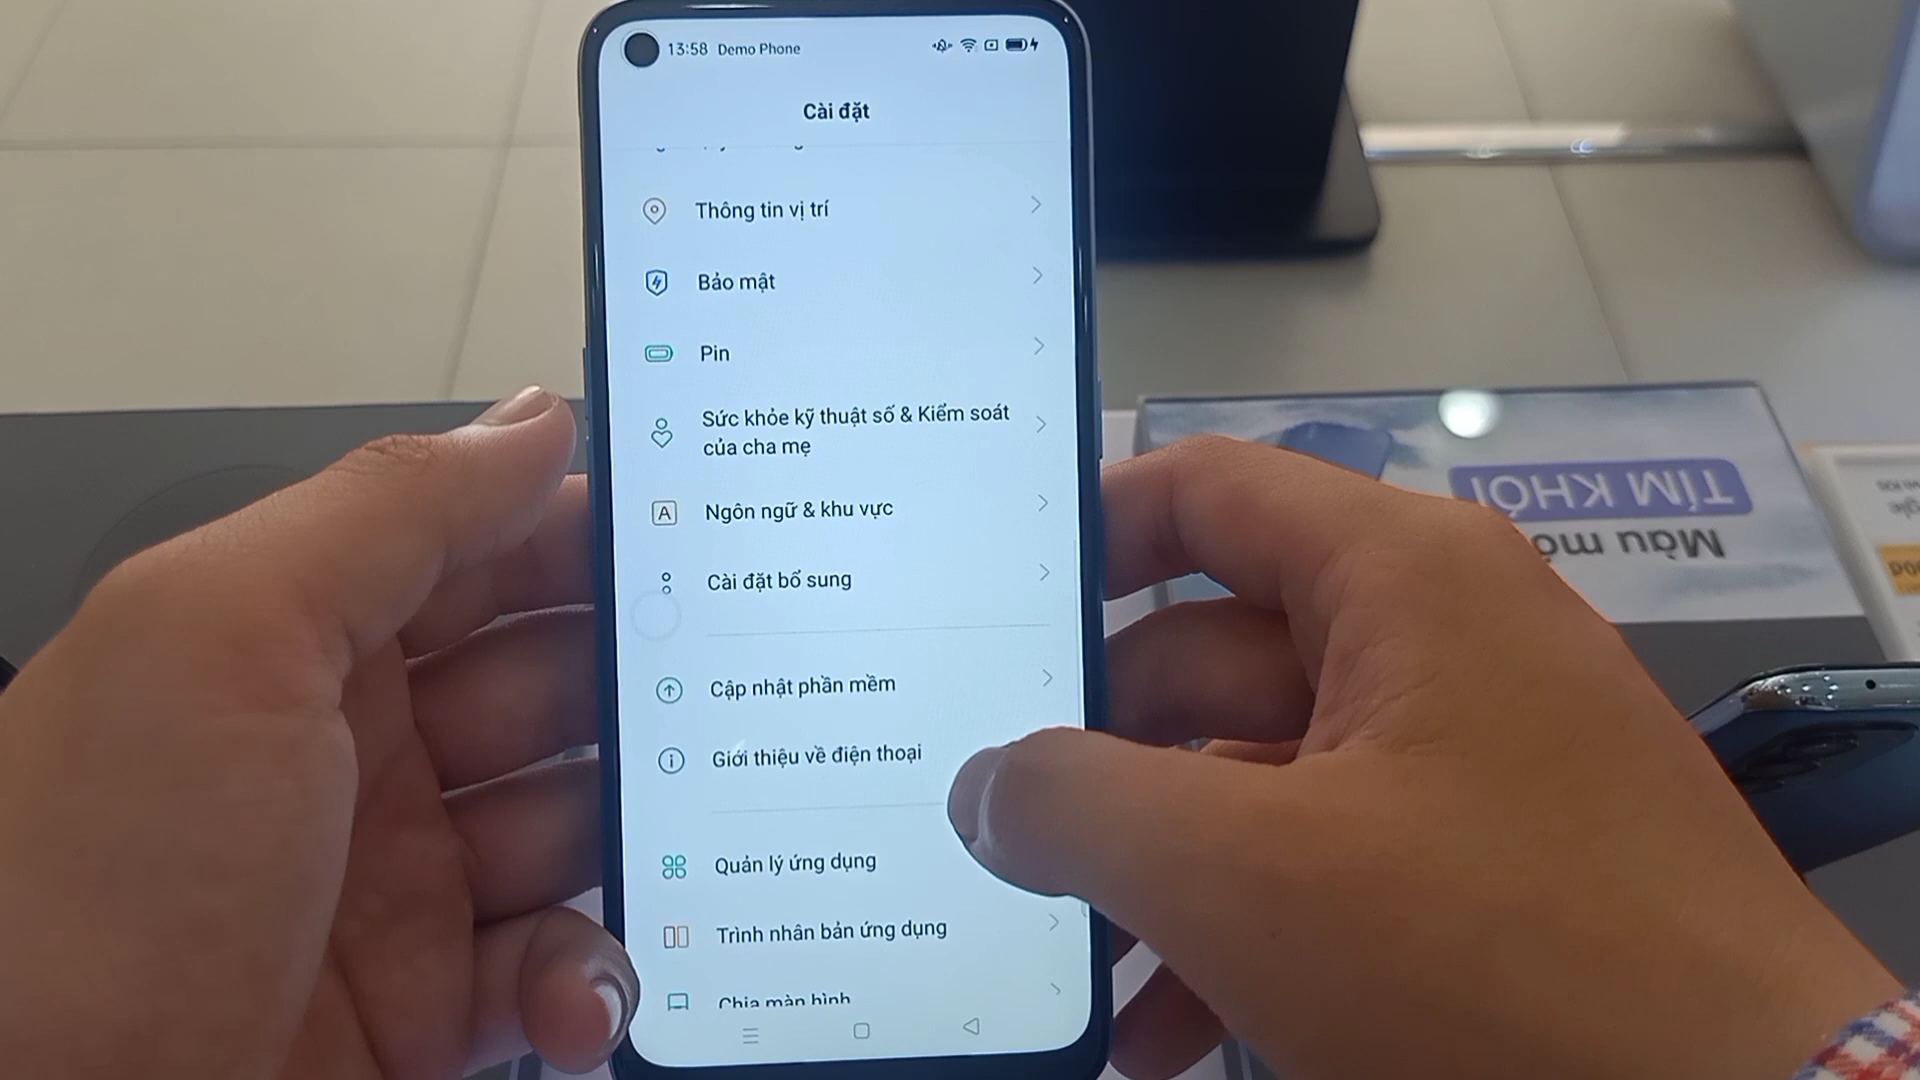 13:58 Demo Phone
Cài đặt
Thông tin vị trí
Bảo mật
Pin
Sức khỏe kỹ thuật số & Kiểm soát
của cha mẹ
A Ngôn ngữ & khu vực
Cài đặt bổ sung
Cập nhật phần mềm
Giới thiệu về điện thoại
Quản lý ứng dụng
Trình nhân bản ứng dụng
Chia màn hình
TÍM KHÓI
Màu